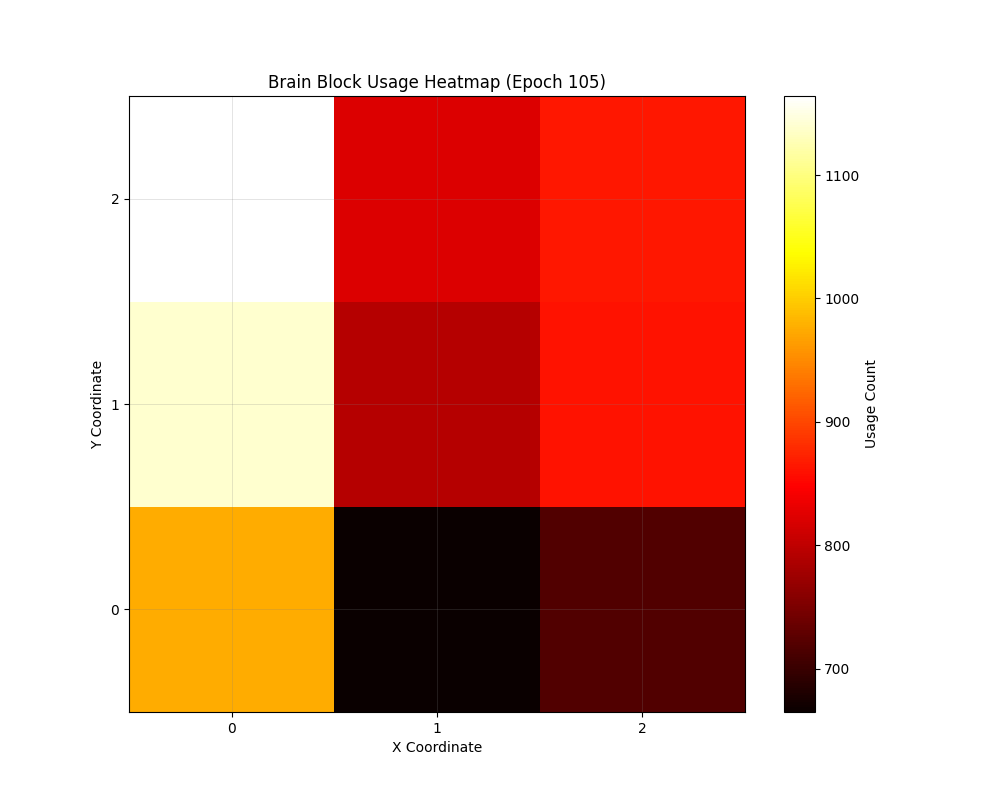 Brain Block Usage Heatmap (Epoch 105)
2
1
0
Y Coordinate
0 1 2
X Coordinate
1100
1000
900
800
700
Usage Count